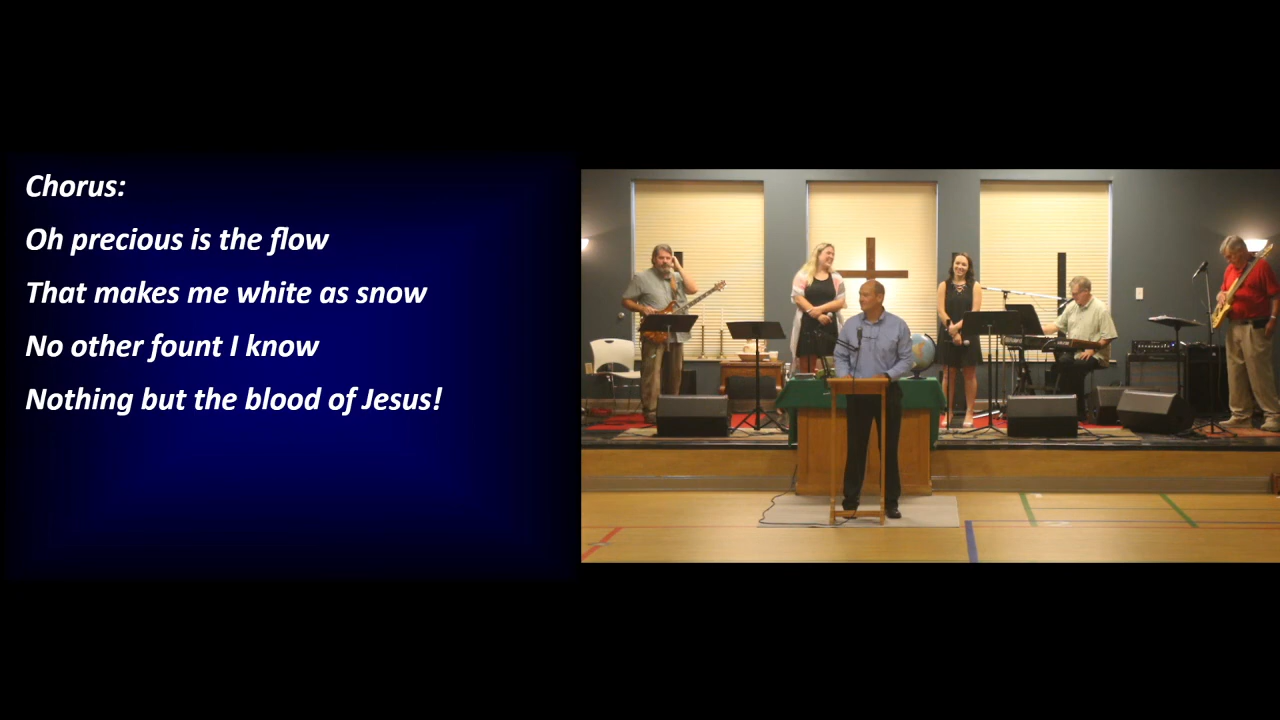 Chorus:
Oh precious is the flow
That makes me white as snow
No other fount I know
Nothing but the blood of Jesus!